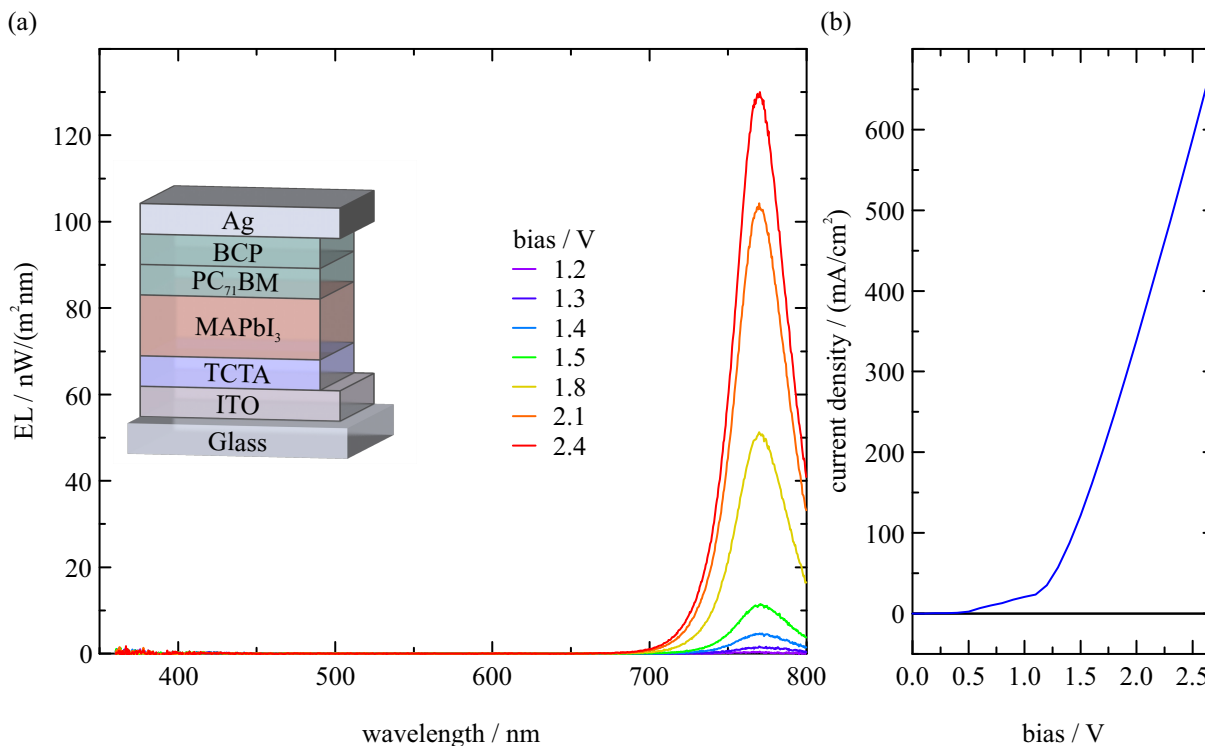 (a)
EL / nW/(m² nm)
120
100
80
60
40
20
0
400
500
600
700
800
wavelength / nm
Ag
BCP
PC₇₁BM
MAPbI₃
TCTA
ITO
Glass
bias / V
1.2
1.3
1.4
1.5
1.8
2.1
2.4
(b)
current density / (mA/cm²)
600
500
400
300
200
100
0
0.0
0.5
1.0
1.5
2.0
2.5
bias / V